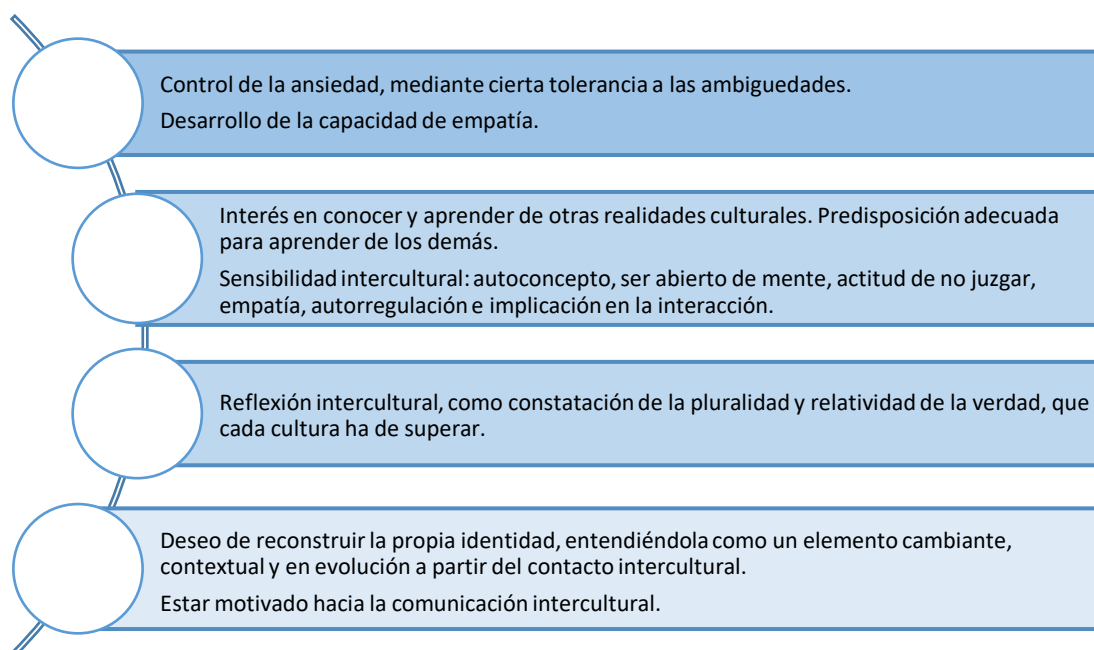 Control de la ansiedad, mediante cierta tolerancia a las ambiguedades.
Desarrollo de la capacidad de empatía.
Interés en conocer y aprender de otras realidades culturales. Predisposición adecuada
para aprender de los demás.
Sensibilidad intercultural: autoconcepto, ser abierto de mente, actitud de no juzgar,
empatía, autorregulación e implicación en la interacción.
Reflexión intercultural, como constatación de la pluralidad y relatividad de la verdad, que
cada cultura ha de superar.
Deseo de reconstruir la propia identidad, entendiéndola como un elemento cambiante,
contextual y en evolución a partir del contacto intercultural.
Estar motivado hacia la comunicación intercultural.